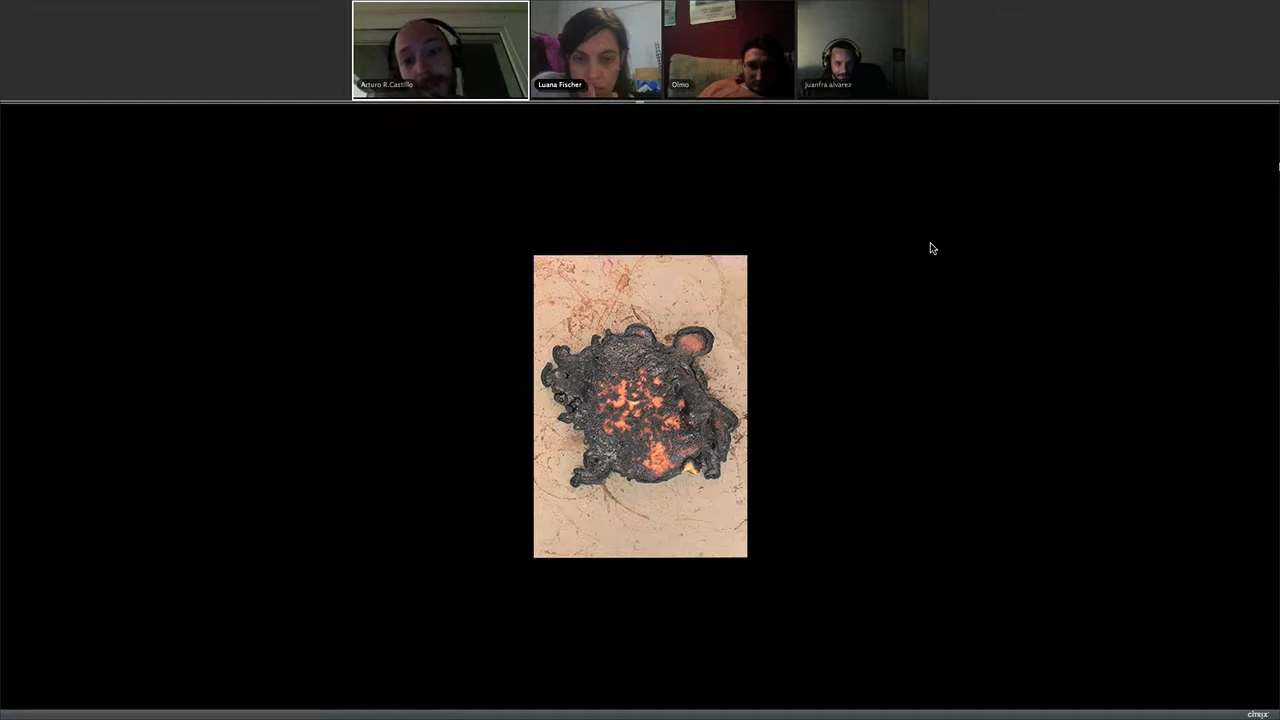 Arturo R.Castillo
Luana Fischer
Olmo
juanfra alvarez
CITRIX